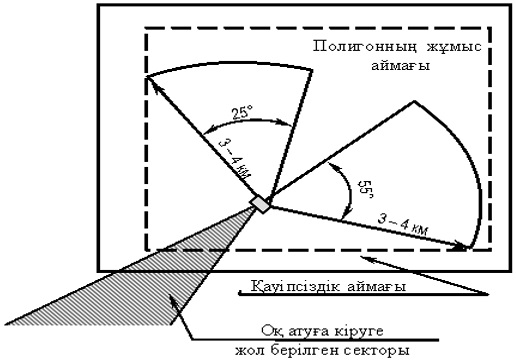 Полигонның жұмыс
аймағы
25°
3 – 4 км
55°
3 – 4 км
Қауіпсіздік аймағы
Оқ атуға кіруге
жол берілген секторы